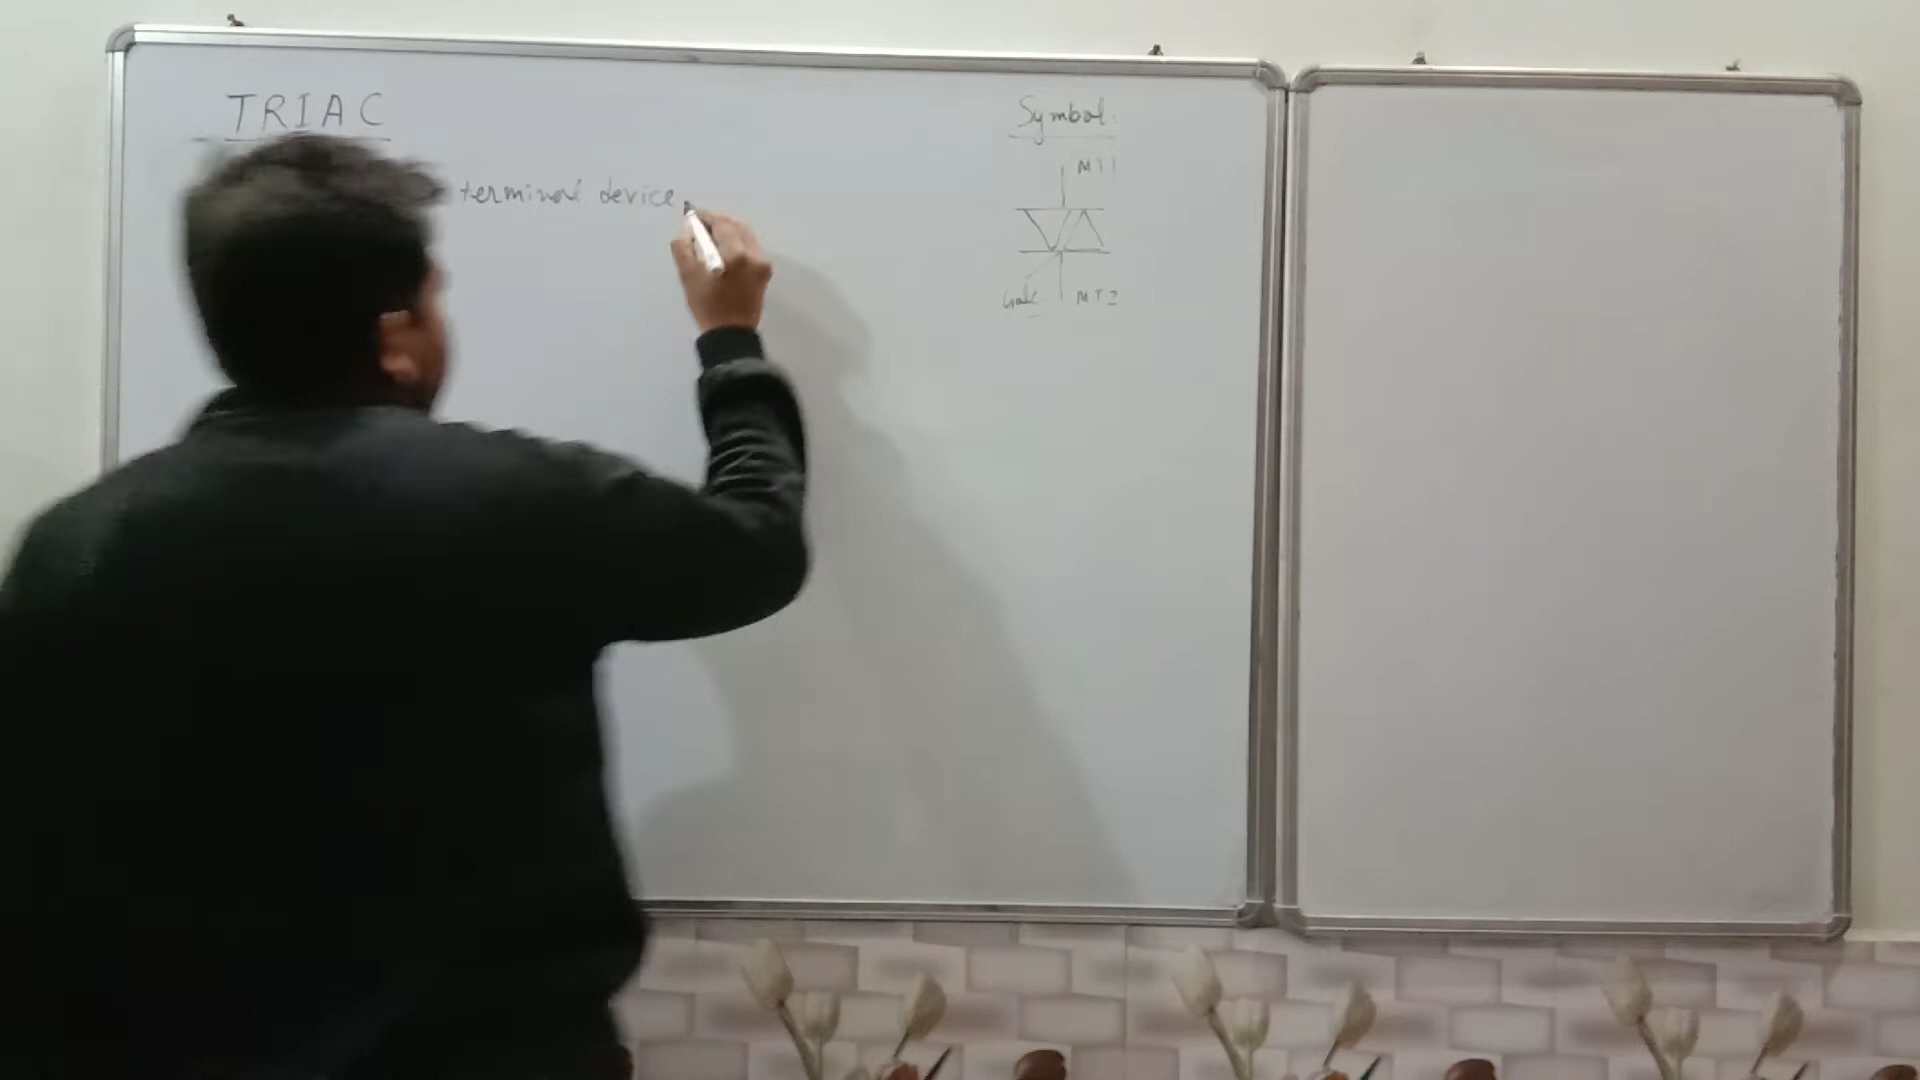 TRIAC
terminal device
Symbol:
MT1
Gate
MT2